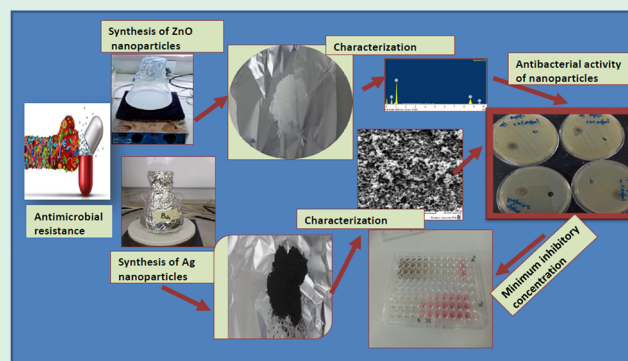 Synthesis of ZnO
nanoparticles
Characterization
Antibacterial activity
of nanoparticles
Antimicrobial
resistance
Characterization
Synthesis of Ag
nanoparticles
Minimum inhibitory
concentration